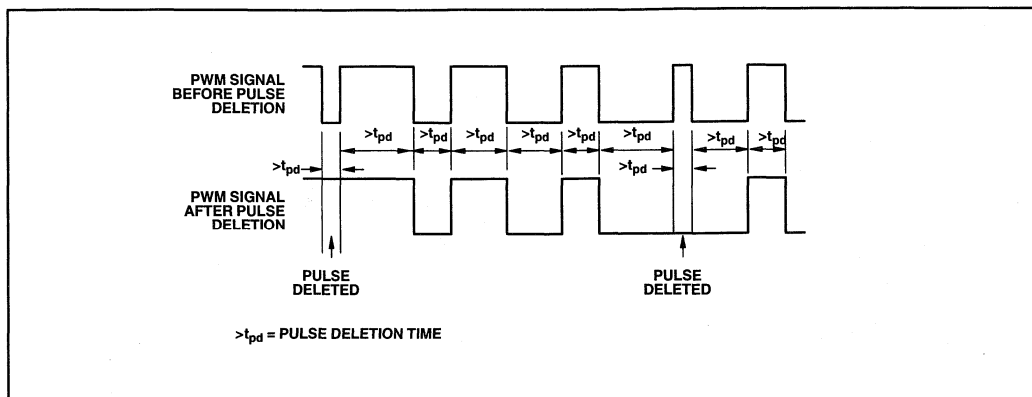 PWM SIGNAL
BEFORE PULSE
DELETION
>tpd >tpd >tpd >tpd >tpd >tpd >tpd >tpd
>tpd >tpd
PWM SIGNAL
AFTER PULSE
DELETION
PULSE
DELETED
PULSE
DELETED
>tpd = PULSE DELETION TIME